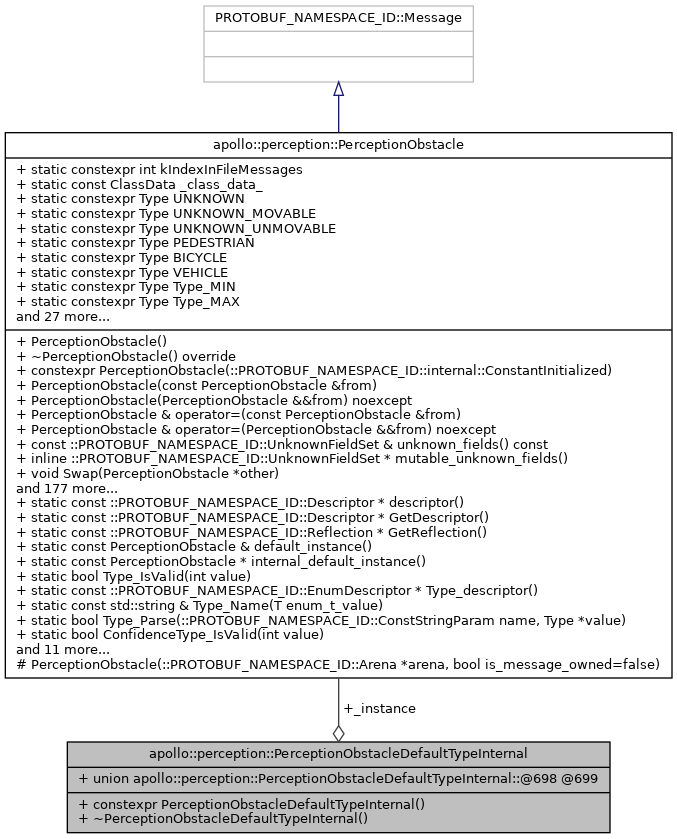 PROTOBUF_NAMESPACE_ID::Message
apollo::perception::PerceptionObstacle
+ static constexpr int kIndexInFileMessages
+ static const ClassData _class_data_
+ static constexpr Type UNKNOWN
+ static constexpr Type UNKNOWN_MOVABLE
+ static constexpr Type UNKNOWN_UNMOVABLE
+ static constexpr Type PEDESTRIAN
+ static constexpr Type BICYCLE
+ static constexpr Type VEHICLE
+ static constexpr Type Type_MIN
+ static constexpr Type Type_MAX
and 27 more...
+ PerceptionObstacle()
+ ~PerceptionObstacle() override
+ constexpr PerceptionObstacle(::PROTOBUF_NAMESPACE_ID::internal::ConstantInitialized)
+ PerceptionObstacle(const PerceptionObstacle &from)
+ PerceptionObstacle(PerceptionObstacle &&from) noexcept
+ PerceptionObstacle & operator=(const PerceptionObstacle &from)
+ PerceptionObstacle & operator=(PerceptionObstacle &&from) noexcept
+ const ::PROTOBUF_NAMESPACE_ID::UnknownFieldSet & unknown_fields() const
+ inline ::PROTOBUF_NAMESPACE_ID::UnknownFieldSet * mutable_unknown_fields()
+ void Swap(PerceptionObstacle *other)
and 177 more...
+ static const ::PROTOBUF_NAMESPACE_ID::Descriptor * descriptor()
+ static const ::PROTOBUF_NAMESPACE_ID::Descriptor * GetDescriptor()
+ static const ::PROTOBUF_NAMESPACE_ID::Reflection * GetReflection()
+ static const PerceptionObstacle & default_instance()
+ static const PerceptionObstacle * internal_default_instance()
+ static bool Type_IsValid(int value)
+ static const ::PROTOBUF_NAMESPACE_ID::EnumDescriptor * Type_descriptor()
+ static const std::string & Type_Name(T enum_t_value)
+ static bool Type_Parse(::PROTOBUF_NAMESPACE_ID::ConstStringParam name, Type *value)
+ static bool ConfidenceType_IsValid(int value)
and 11 more...
# PerceptionObstacle(::PROTOBUF_NAMESPACE_ID::Arena *arena, bool is_message_owned=false)
+_instance
apollo::perception::PerceptionObstacleDefaultTypeInternal
+ union apollo::perception::PerceptionObstacleDefaultTypeInternal::@698 @699
+ constexpr PerceptionObstacleDefaultTypeInternal()
+ ~PerceptionObstacleDefaultTypeInternal()